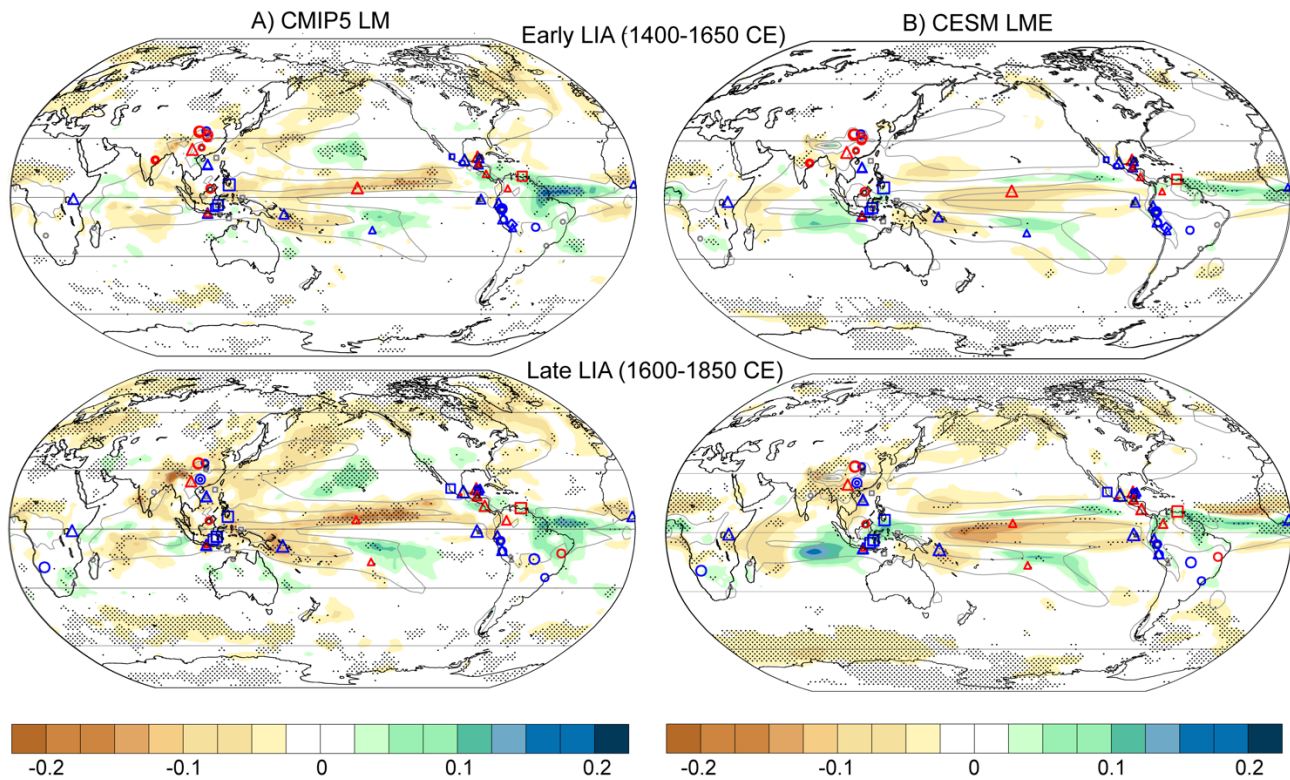 A) CMIP5 LM
B) CESM LME
Early LIA (1400-1650 CE)
Late LIA (1600-1850 CE)
-0.2 -0.1 0 0.1 0.2
-0.2 -0.1 0 0.1 0.2